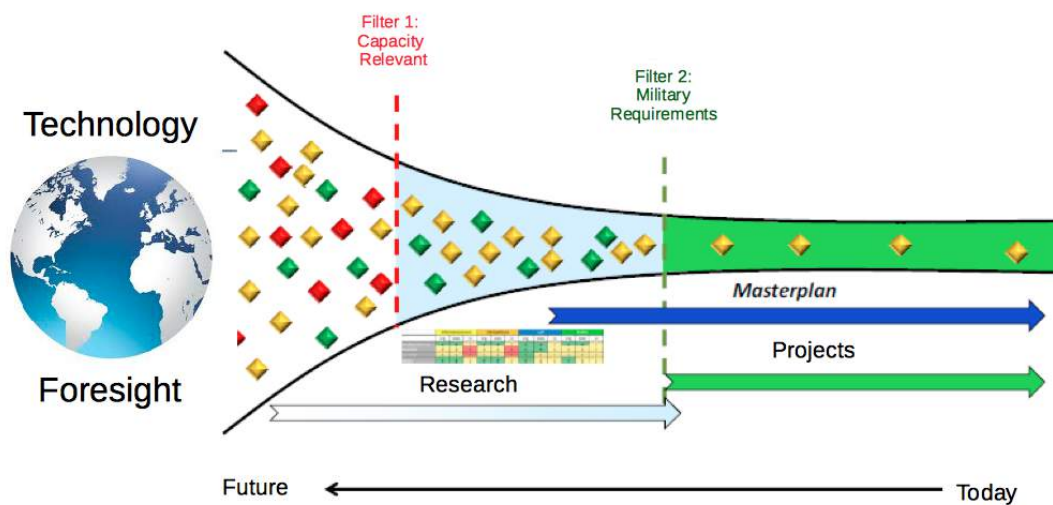 Filter 1:
Capacity
Relevant
Filter 2:
Military
Requirements
Technology
Foresight
Masterplan
Projects
Research
Future
Today